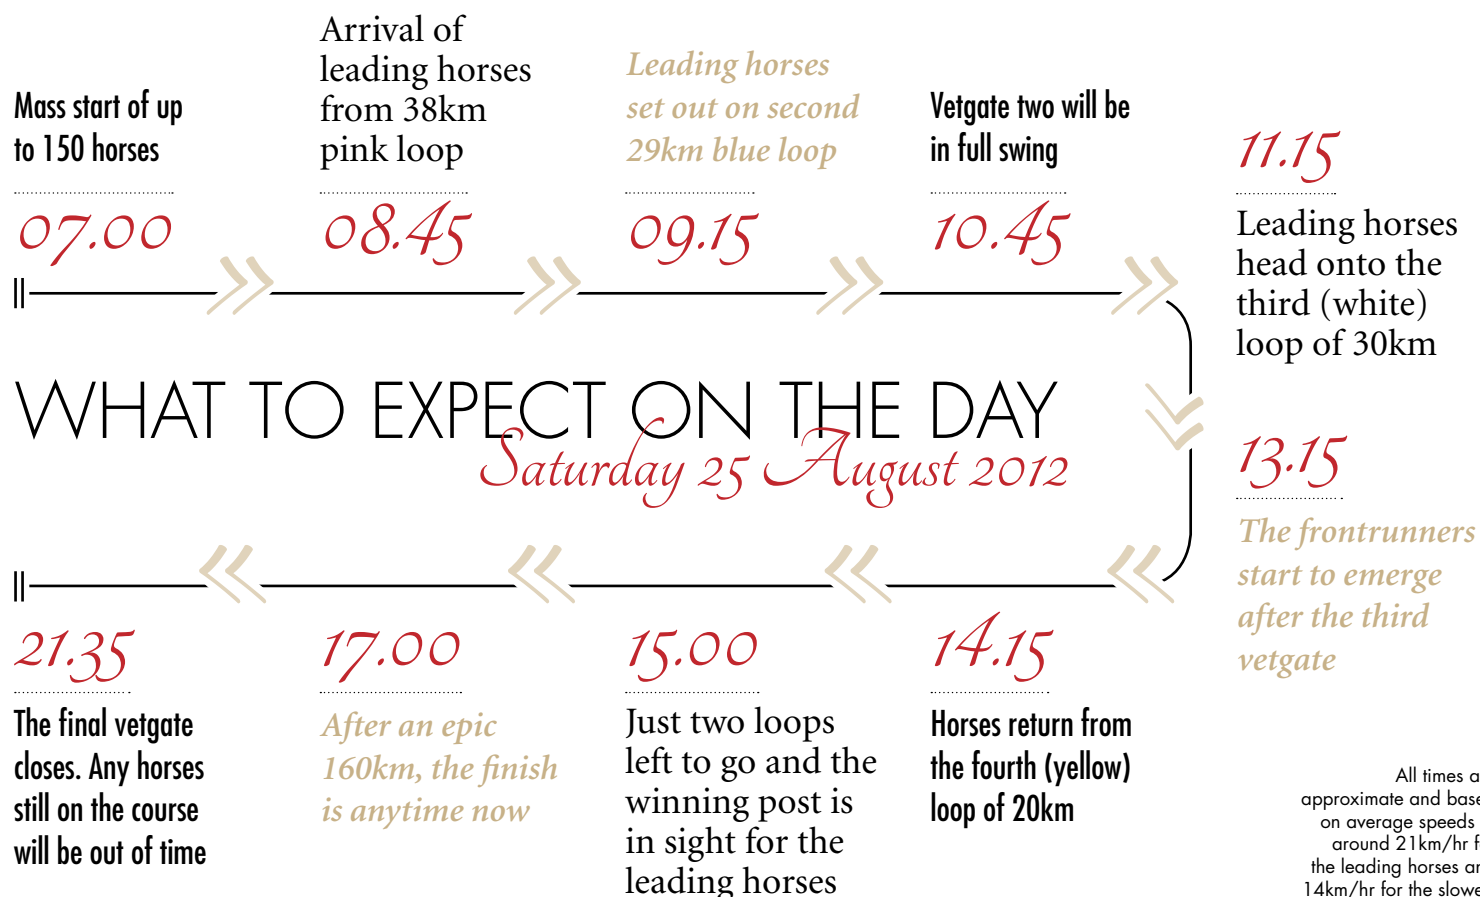 Mass start of up
to 150 horses
07.00
Arrival of
leading horses
from 38km
pink loop
08.45
Leading horses
set out on second
29km blue loop
09.15
Vetgate two will be
in full swing
10.45
11.15
Leading horses
head onto the
third (white)
loop of 30km
WHAT TO EXPECT ON THE DAY
Saturday 25 August 2012
13.15
The frontrunners
start to emerge
after the third
vetgate
14.15
Horses return from
the fourth (yellow)
loop of 20km
15.00
Just two loops
left to go and the
winning post is
in sight for the
leading horses
17.00
After an epic
160km, the finish
is anytime now
21.35
The final vetgate
closes. Any horses
still on the course
will be out of time
All times a
approximate and base
on average speeds
around 21km/hr f
the leading horses a
14km/hr for the slowe